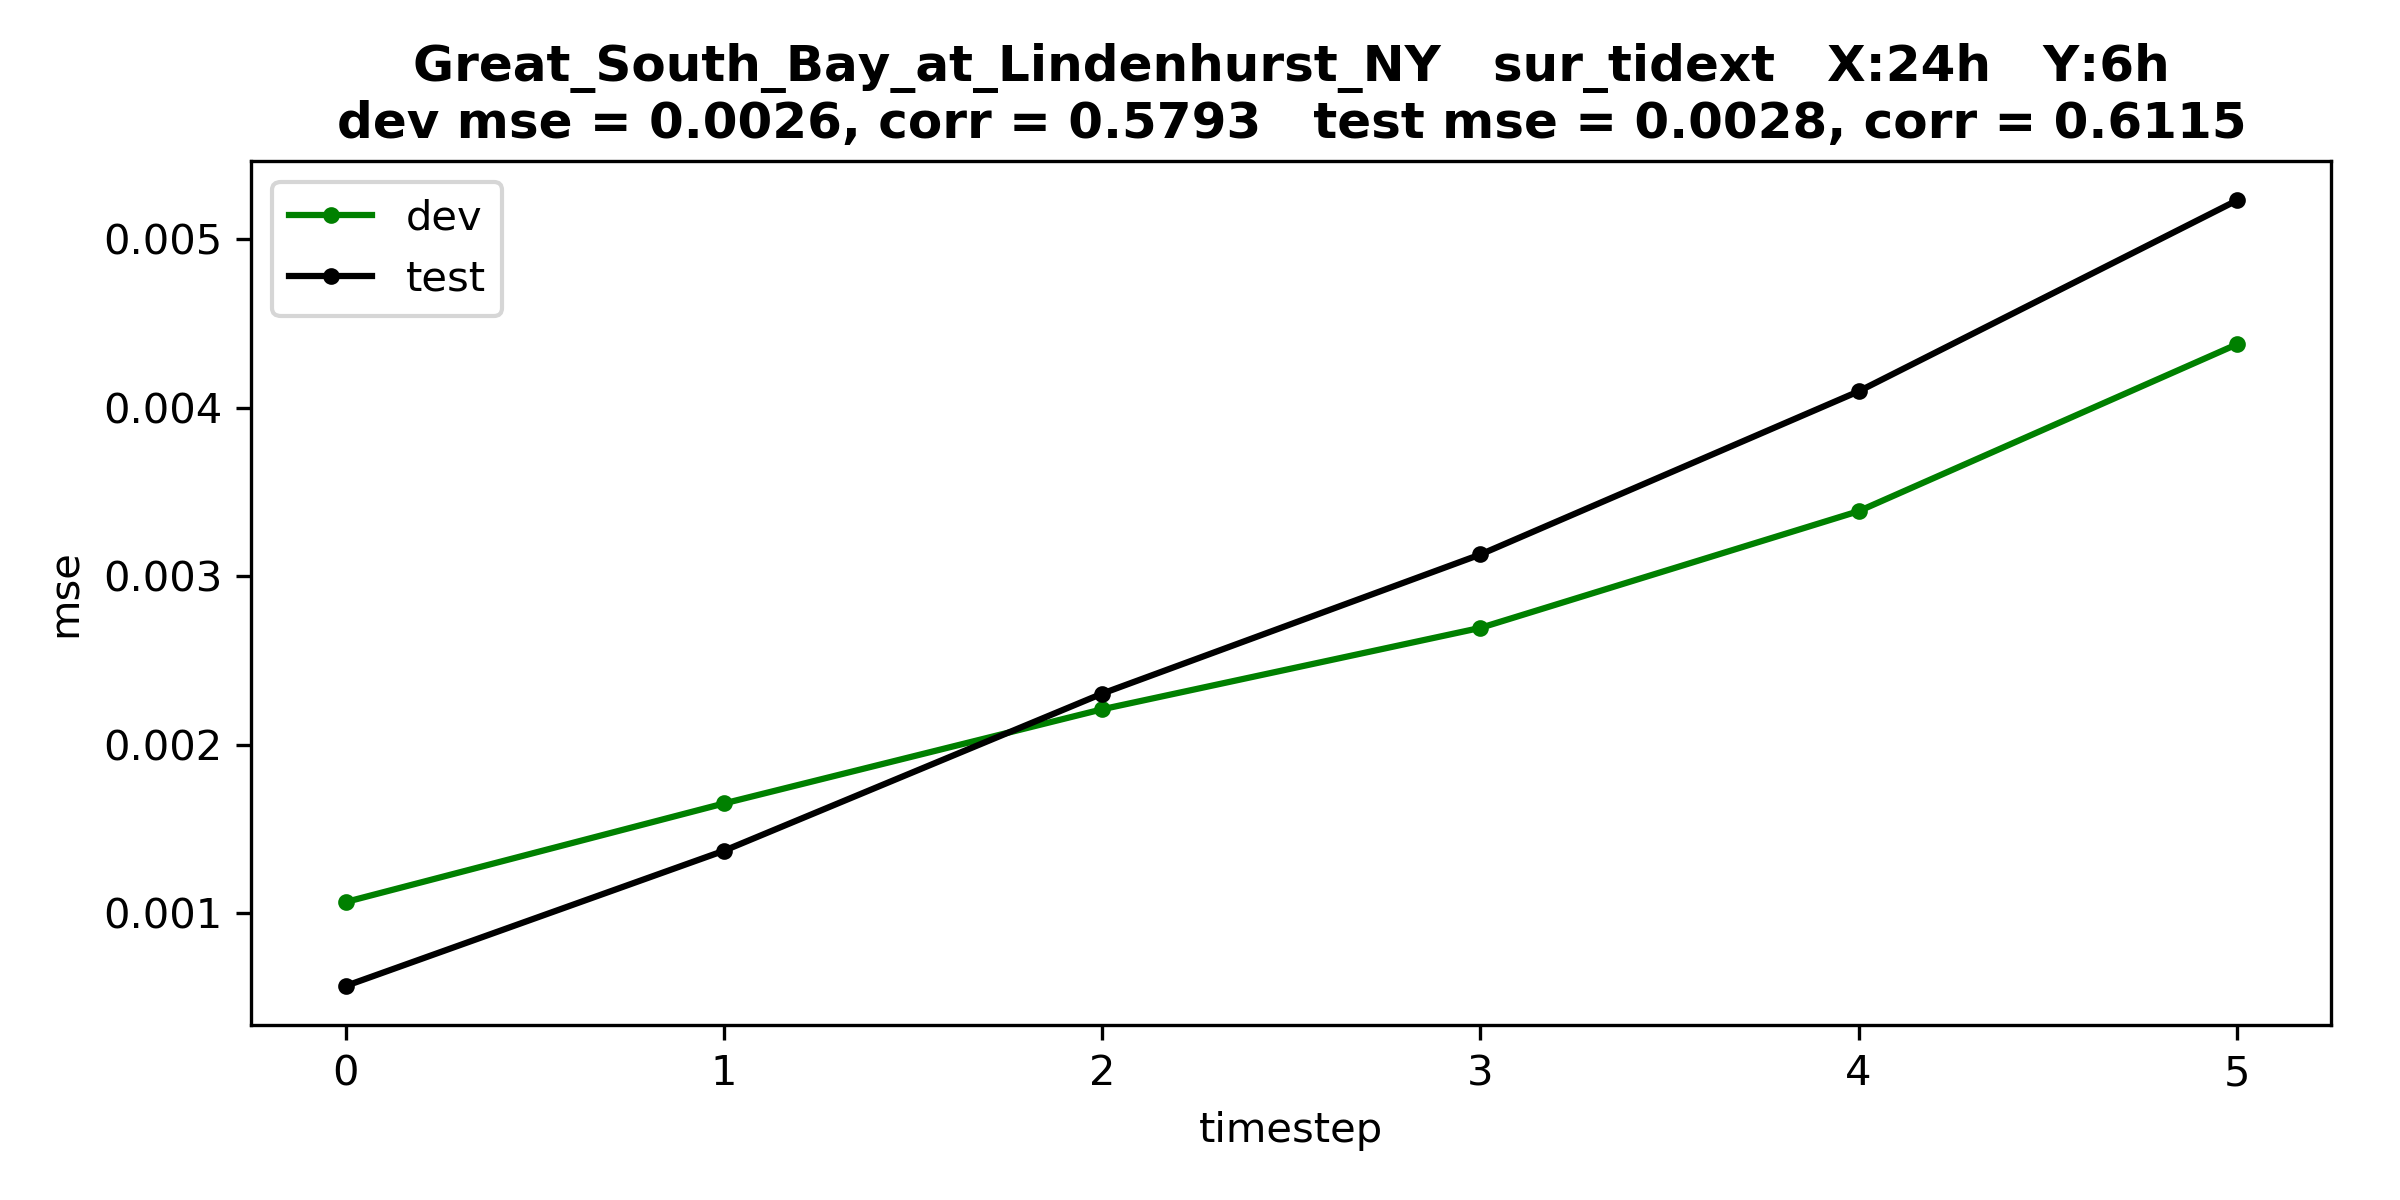 Great_South_Bay_at_Lindenhurst_NY   sur_tidext   X:24h   Y:6h
dev mse = 0.0026, corr = 0.5793   test mse = 0.0028, corr = 0.6115
dev
test
0.005
0.004
0.003
0.002
0.001
mse
0 1 2 3 4 5
timestep